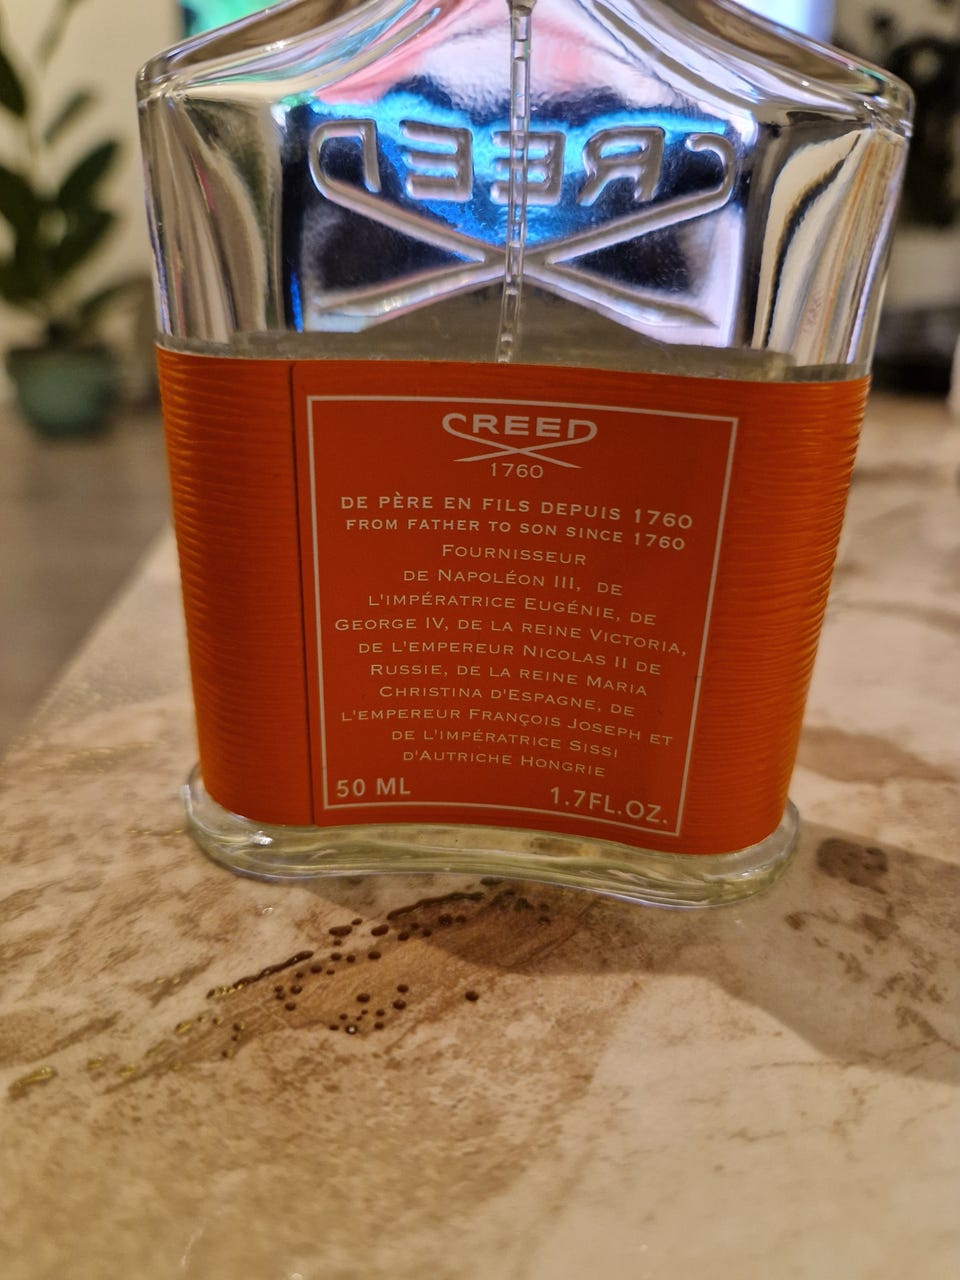 CREED
CREED
1760
DE PÈRE EN FILS DEPUIS 1760
FROM FATHER TO SON SINCE 1760
FOURNISSEUR
DE NAPOLÉON III, DE
L'IMPÉRATRICE EUGÉNIE, DE
GEORGE IV, DE LA REINE VICTORIA,
DE L'EMPEREUR NICOLAS II DE
RUSSIE, DE LA REINE MARIA
CHRISTINA D'ESPAGNE, DE
L'EMPEREUR FRANÇOIS JOSEPH ET
DE L'IMPÉRATRICE SISSI
D'AUTRICHE HONGRIE
50 ML 1.7FL.OZ.